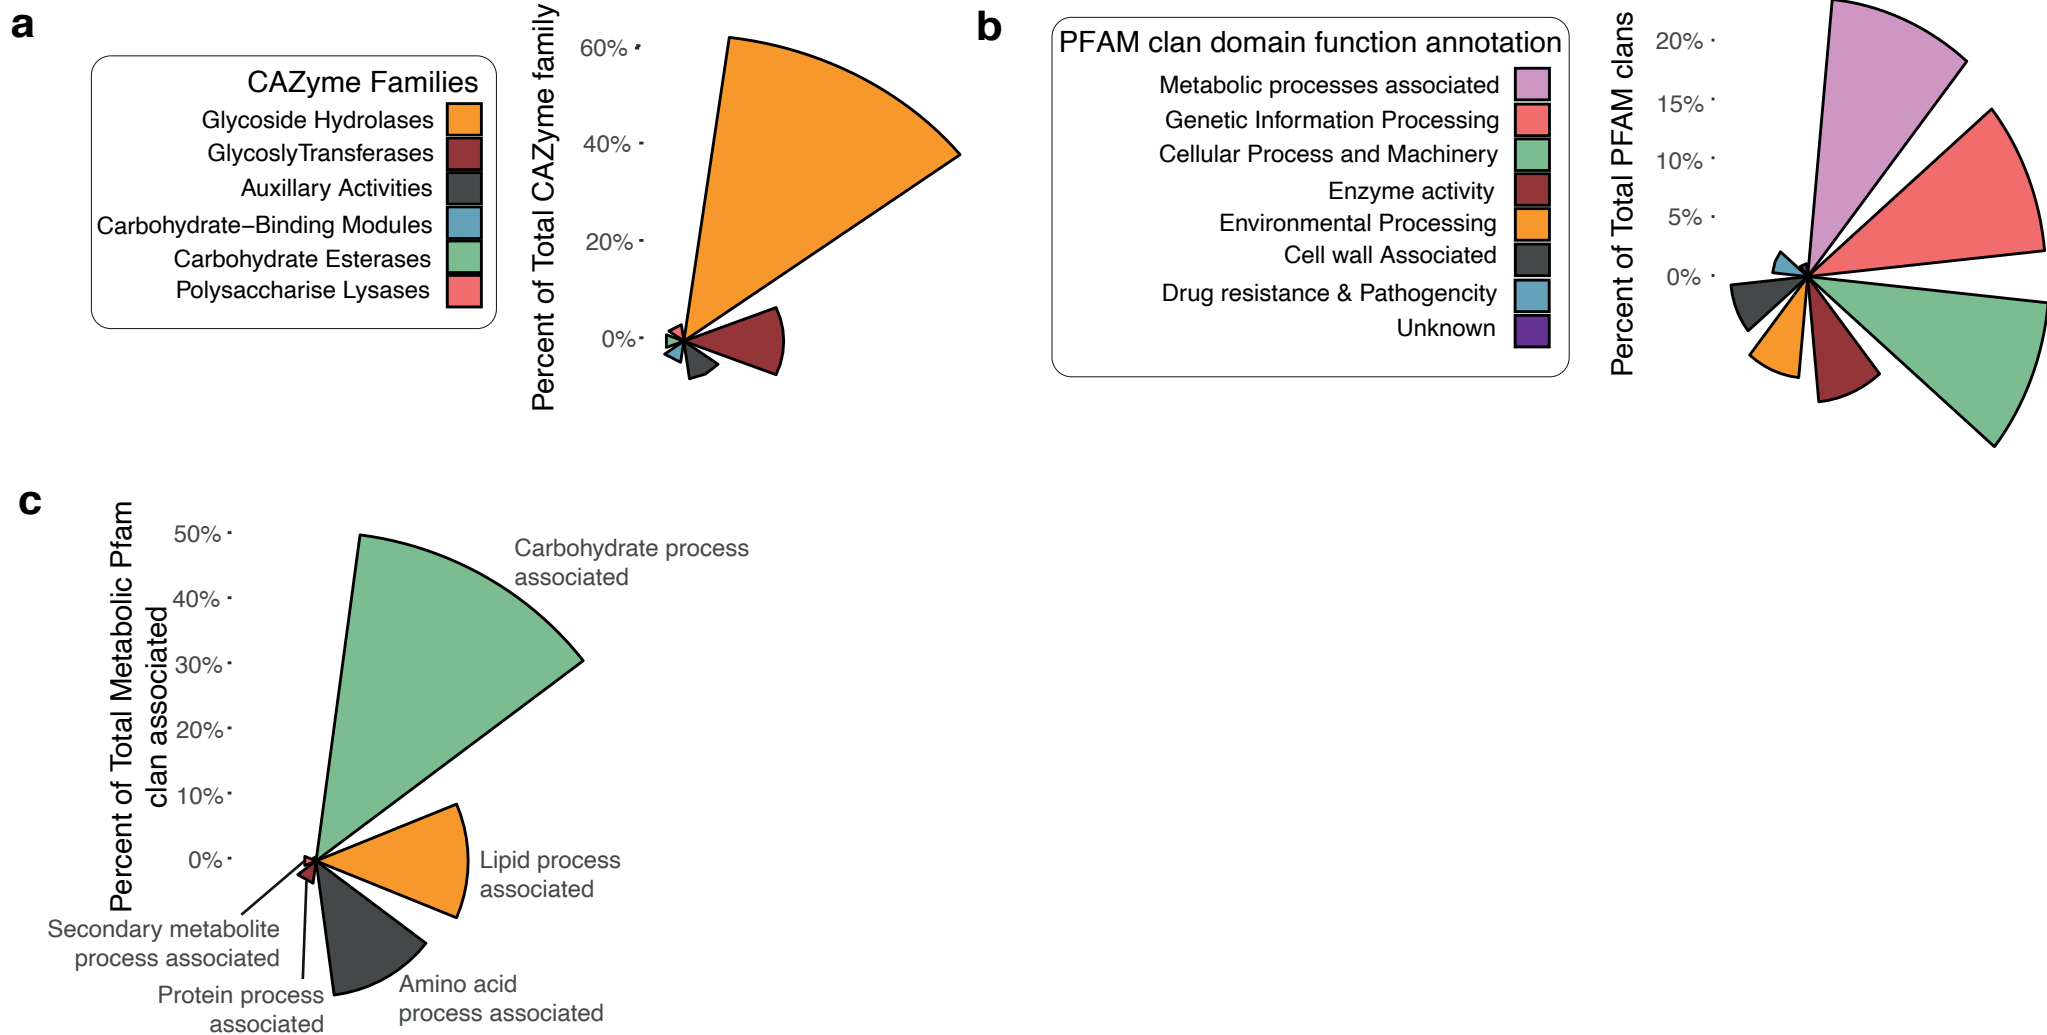 a
CAZyme Families
Glycoside Hydrolases
GlycoslyTransferases
Auxillary Activities
Carbohydrate−Binding Modules
Carbohydrate Esterases
Polysaccharise Lysases
Percent of Total CAZyme family
60%
40%
20%
0%
b
PFAM clan domain function annotation
Metabolic processes associated
Genetic Information Processing
Cellular Process and Machinery
Enzyme activity
Environmental Processing
Cell wall Associated
Drug resistance & Pathogencity
Unknown
Percent of Total PFAM clans
20%
15%
10%
5%
0%
c
Percent of Total Metabolic Pfam
clan associated
50%
40%
30%
20%
10%
0%
Carbohydrate process
associated
Lipid process
associated
Amino acid
process associated
Protein process
associated
Secondary metabolite
process associated